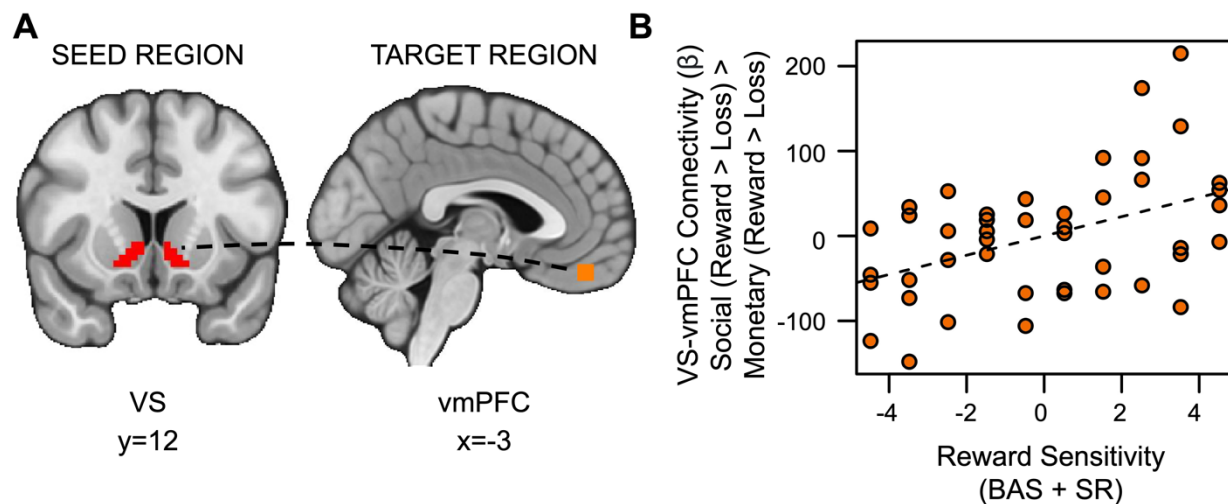 A
SEED REGION
TARGET REGION
VS
y=12
vmPFC
x=-3
B
VS-vmPFC Connectivity (β)
Social (Reward > Loss) >
Monetary (Reward > Loss)
200
100
0
-100
-4
-2
0
2
4
Reward Sensitivity
(BAS + SR)